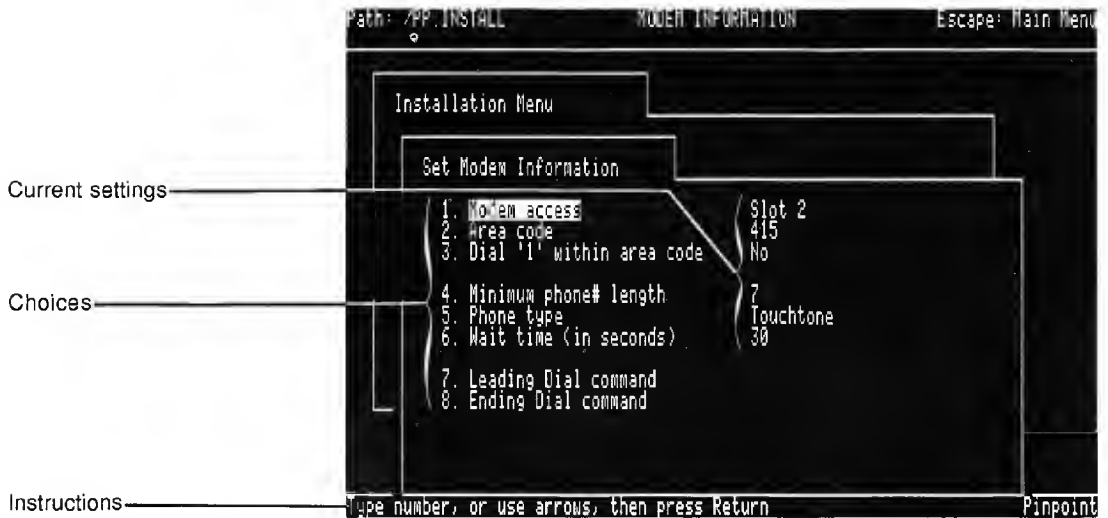 Path: /PP.INSTALL MODEM INFORMATION Escape: Main Menu
Installation Menu
Set Modem Information
Current settings
1. Modem access Slot 2
2. Area code 415
3. Dial '1' within area code No
Choices
4. Minimum phone# length 7
5. Phone type Touchtone
6. Wait time (in seconds) 30
7. Leading Dial command
8. Ending Dial command
Instructions
Type number, or use arrows, then press Return Pinpoint